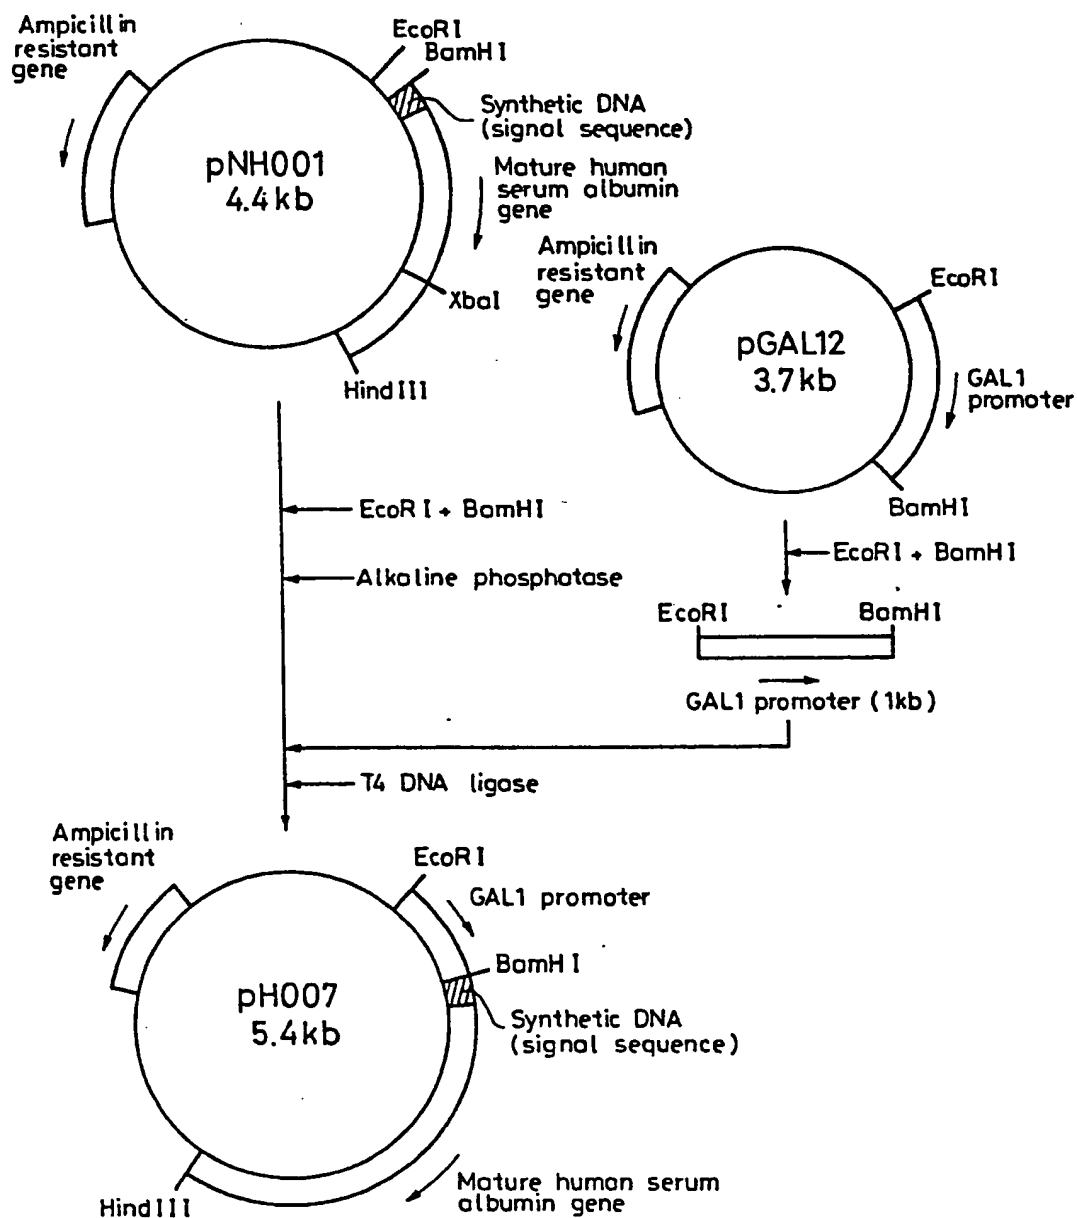 Ampicillin
resistant
gene
EcoRI
BamHI
Synthetic DNA
(signal sequence)
pNH001
4.4kb
Mature human
serum albumin
gene
XbaI
HindIII
Ampicillin
resistant
gene
EcoRI
pGAL12
3.7kb
GAL1
promoter
BamHI
EcoRI + BamHI
EcoRI + BamHI
Alkaline phosphatase
EcoRI
BamHI
GAL1 promoter (1kb)
T4 DNA ligase
Ampicillin
resistant
gene
EcoRI
GAL1 promoter
BamHI
pH007
5.4kb
Synthetic DNA
(signal sequence)
HindIII
Mature human serum
albumin gene